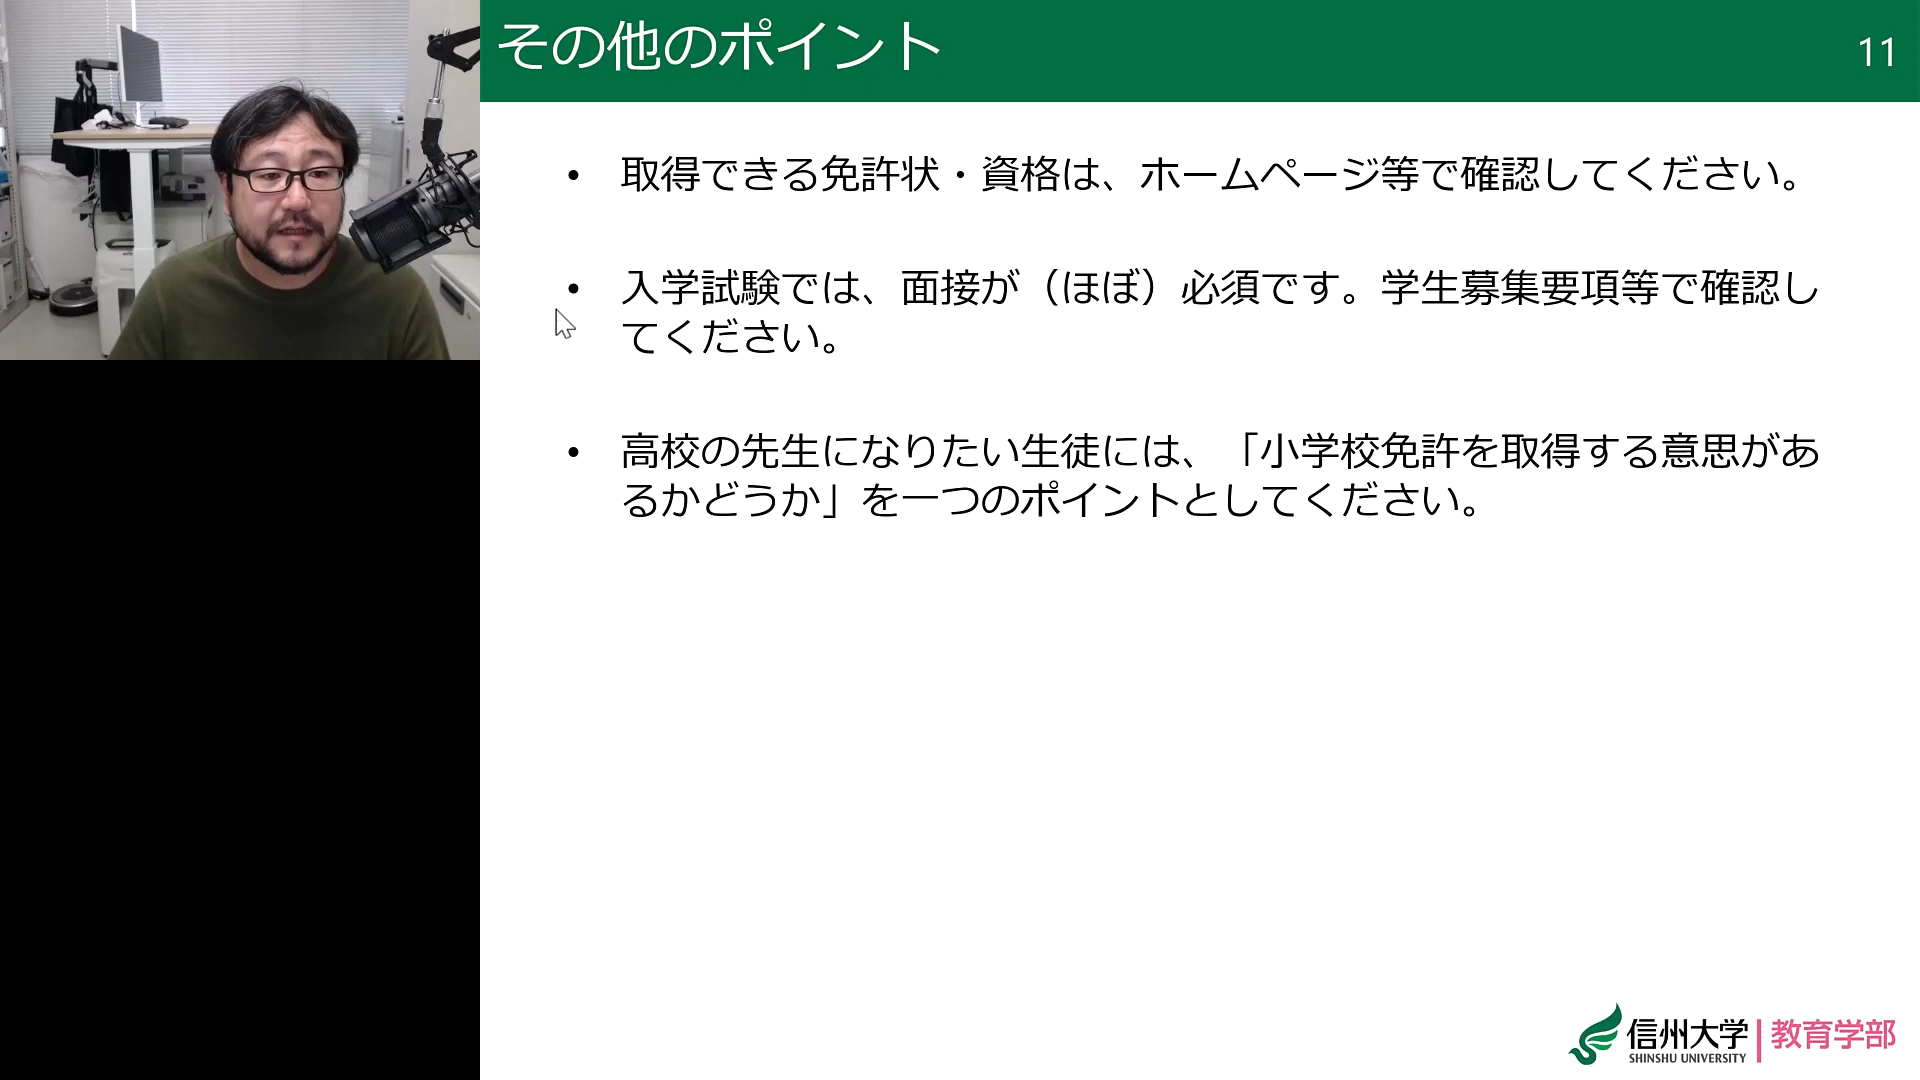 その他のポイント
11
• 取得できる免許状・資格は、ホームページ等で確認してください。
• 入学試験では、面接が（ほぼ）必須です。学生募集要項等で確認し
てください。
• 高校の先生になりたい生徒には、「小学校免許を取得する意思があ
るかどうか」を一つのポイントとしてください。
信州大学 教育学部
SHINSHU UNIVERSITY